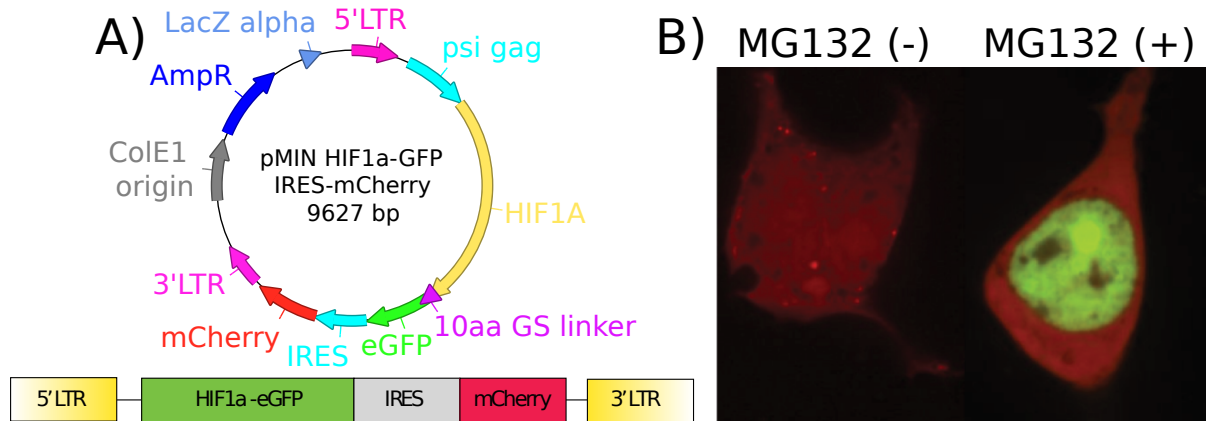 A)
LacZ alpha
5'LTR
psi gag
AmpR
ColE1
origin
pMIN HIF1a-GFP
IRES-mCherry
9627 bp
HIF1A
3'LTR
mCherry
IRES
eGFP
10aa GS linker
5'LTR
HIF1a-eGFP
IRES
mCherry
3'LTR
B)
MG132 (-)
MG132 (+)